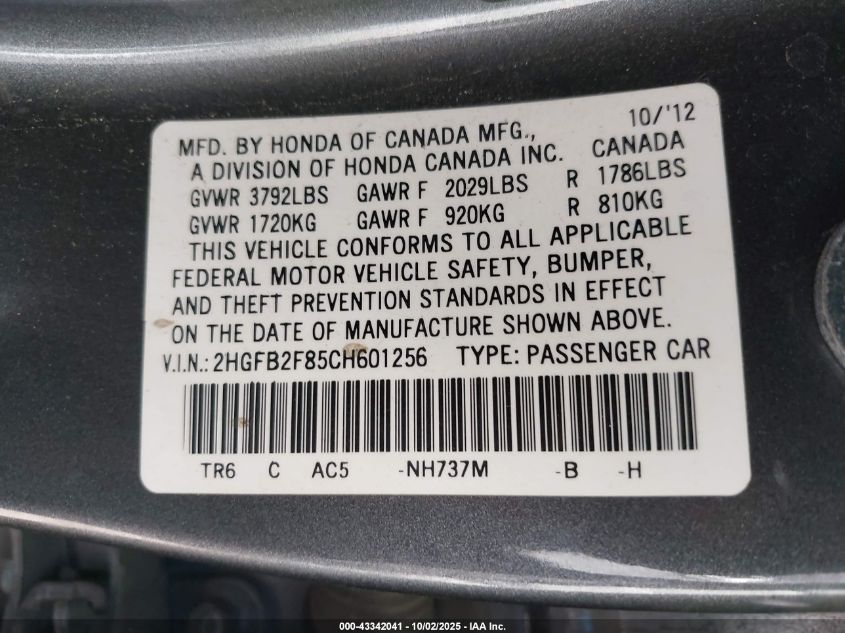 10/'12
MFD. BY HONDA OF CANADA MFG.,
A DIVISION OF HONDA CANADA INC. CANADA
GVWR 3792LBS GAWR F 2029LBS R 1786LBS
GVWR 1720KG GAWR F 920KG R 810KG
THIS VEHICLE CONFORMS TO ALL APPLICABLE
FEDERAL MOTOR VEHICLE SAFETY, BUMPER,
AND THEFT PREVENTION STANDARDS IN EFFECT
ON THE DATE OF MANUFACTURE SHOWN ABOVE.
V.I.N.: 2HGFB2F85CH601256 TYPE: PASSENGER CAR
TR6 C AC5 -NH737M -B -H
000-43342041 - 10/02/2025 - IAA Inc.